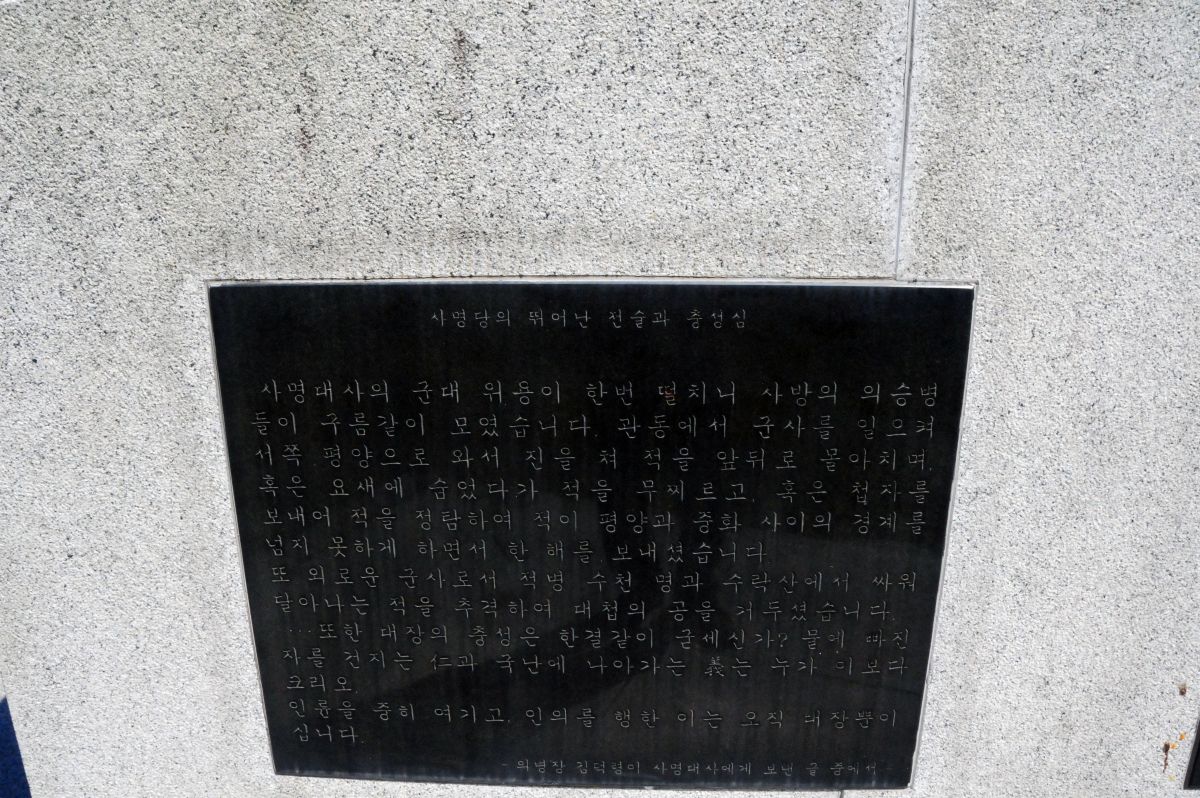 사명당의 뛰어난 전술과 충성심
사명대사의 군대 위용이 한번 떨치니 사방의 의승병
들이 구름같이 모였습니다. 관동에서 군사를 일으켜
서쪽 평양으로 와서 진을 쳐 적을 앞뒤로 몰아치며,
혹은 요새에 숨었다가 적을 무찌르고, 혹은 첩자를
보내어 적을 정탐하여 적이 평양과 중화 사이의 경계를
넘지 못하게 하면서 한 해를 보내셨습니다.
또 외로운 군사로서 적병 수천 명과 수락산에서 싸워
달아나는 적을 추격하여 대첩의 공을 거두셨습니다.
…또한 대장의 충성은 한결같이 굳세신가? 물에 빠진
자를 건지는 仁과 국난에 나아가는 義는 누가 이보다
크리오.
인륜을 중히 여기고, 인의를 행한 이는 오직 대장뿐이
십니다.
- 의병장 김덕령이 사명대사에게 보낸 글 중에서 -